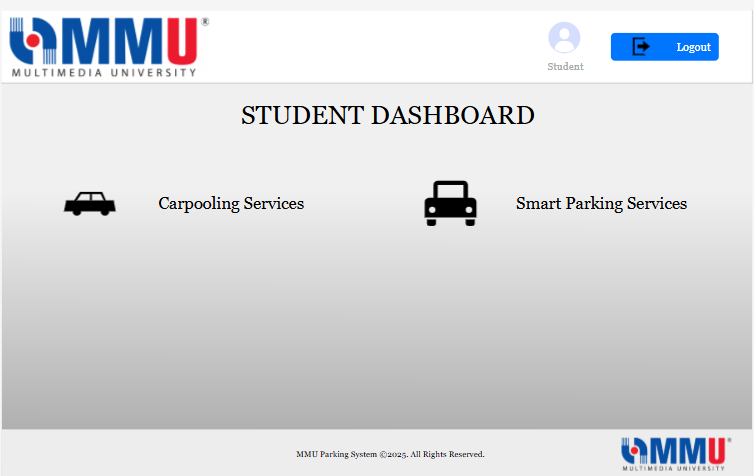 MMU®
MULTIMEDIA UNIVERSITY
Student
Logout
STUDENT DASHBOARD
Carpooling Services
Smart Parking Services
MMU Parking System ©2025. All Rights Reserved.
MMU®
MULTIMEDIA UNIVERSITY